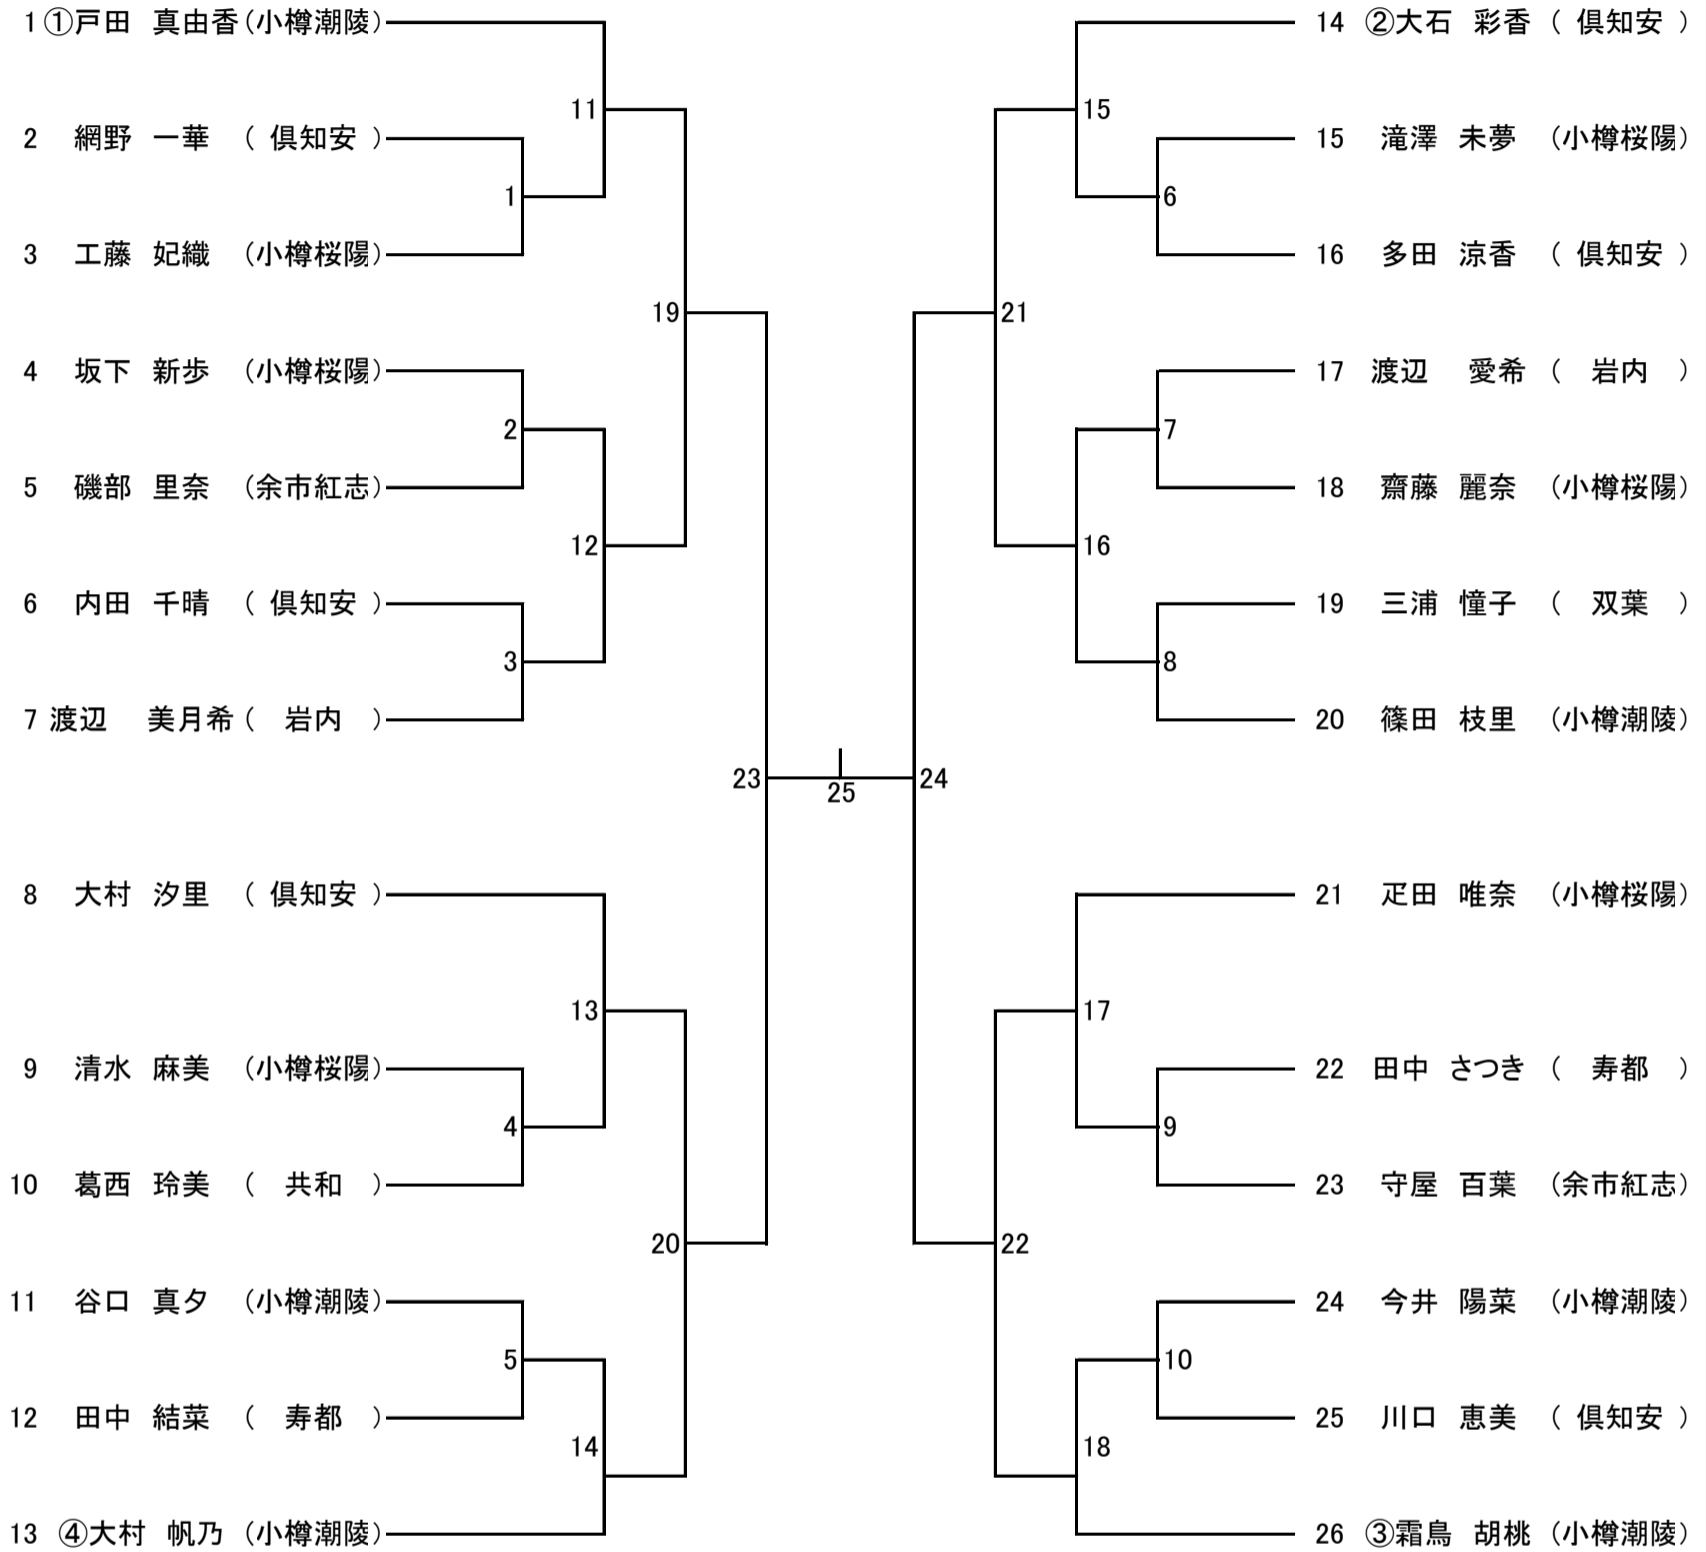 1 ①戸田 真由香(小樽潮陵)
2 網野 一華 ( 倶知安 )
3 工藤 妃織 (小樽桜陽)
4 坂下 新歩 (小樽桜陽)
5 磯部 里奈 (余市紅志)
6 内田 千晴 ( 倶知安 )
7 渡辺 美月希( 岩内 )
8 大村 汐里 ( 倶知安 )
9 清水 麻美 (小樽桜陽)
10 葛西 玲美 ( 共和 )
11 谷口 真夕 (小樽潮陵)
12 田中 結菜 ( 寿都 )
13 ④大村 帆乃 (小樽潮陵)
11
1
19
2
12
3
23
13
4
20
5
14
25
15
6
21
7
16
8
24
17
9
22
10
18
14 ②大石 彩香 ( 倶知安 )
15 滝澤 未夢 (小樽桜陽)
16 多田 涼香 ( 倶知安 )
17 渡辺 愛希 ( 岩内 )
18 齋藤 麗奈 (小樽桜陽)
19 三浦 憧子 ( 双葉 )
20 篠田 枝里 (小樽潮陵)
21 疋田 唯奈 (小樽桜陽)
22 田中 さつき ( 寿都 )
23 守屋 百葉 (余市紅志)
24 今井 陽菜 (小樽潮陵)
25 川口 恵美 ( 倶知安 )
26 ③霜鳥 胡桃 (小樽潮陵)